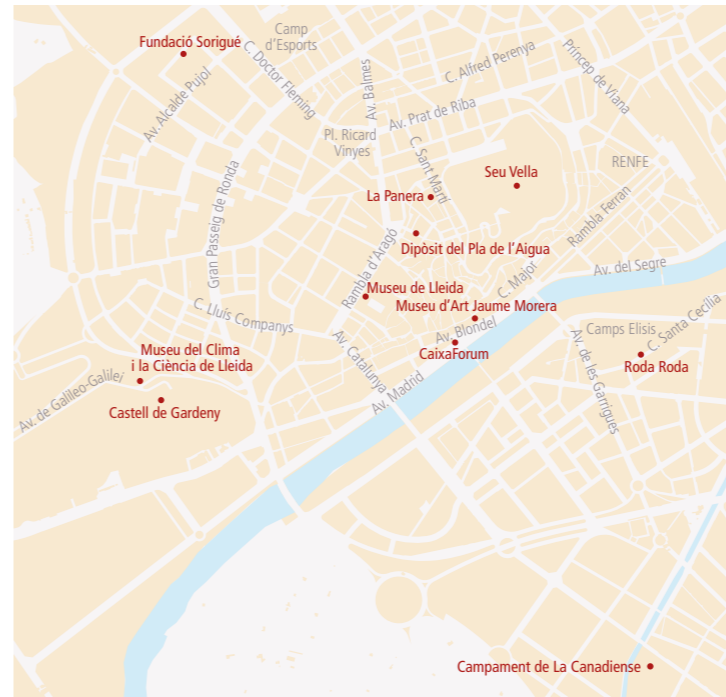 Fundació Sorigué
Camp
d’Esports
C. Doctor Fleming
Av. Alcalde Pujol
Av. Balmes
C. Alfred Perenya
Príncep de Viana
Av. Prat de Riba
Pl. Ricard
Vinyes
C. Sant Martí
Seu Vella
RENFE
La Panera
Gran Passeig de Ronda
Rambla Ferran
Dipòsit del Pla de l’Aigua
Rambla d’Aragó
C. Major
Av. del Segre
Museu de Lleida
Museu d’Art Jaume Morera
C. Lluís Companys
Av. Blondel
Camps Elisis
C. Santa Cecília
Av. Catalunya
CaixaForum
Museu del Clima
i la Ciència de Lleida
Roda Roda
Av. de les Garrigues
Av. de Galileo-Galilei
Av. Madrid
Castell de Gardeny
Campament de La Canadiense